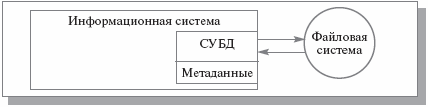 Информационная система
СУБД
Метаданные
Файловая
система